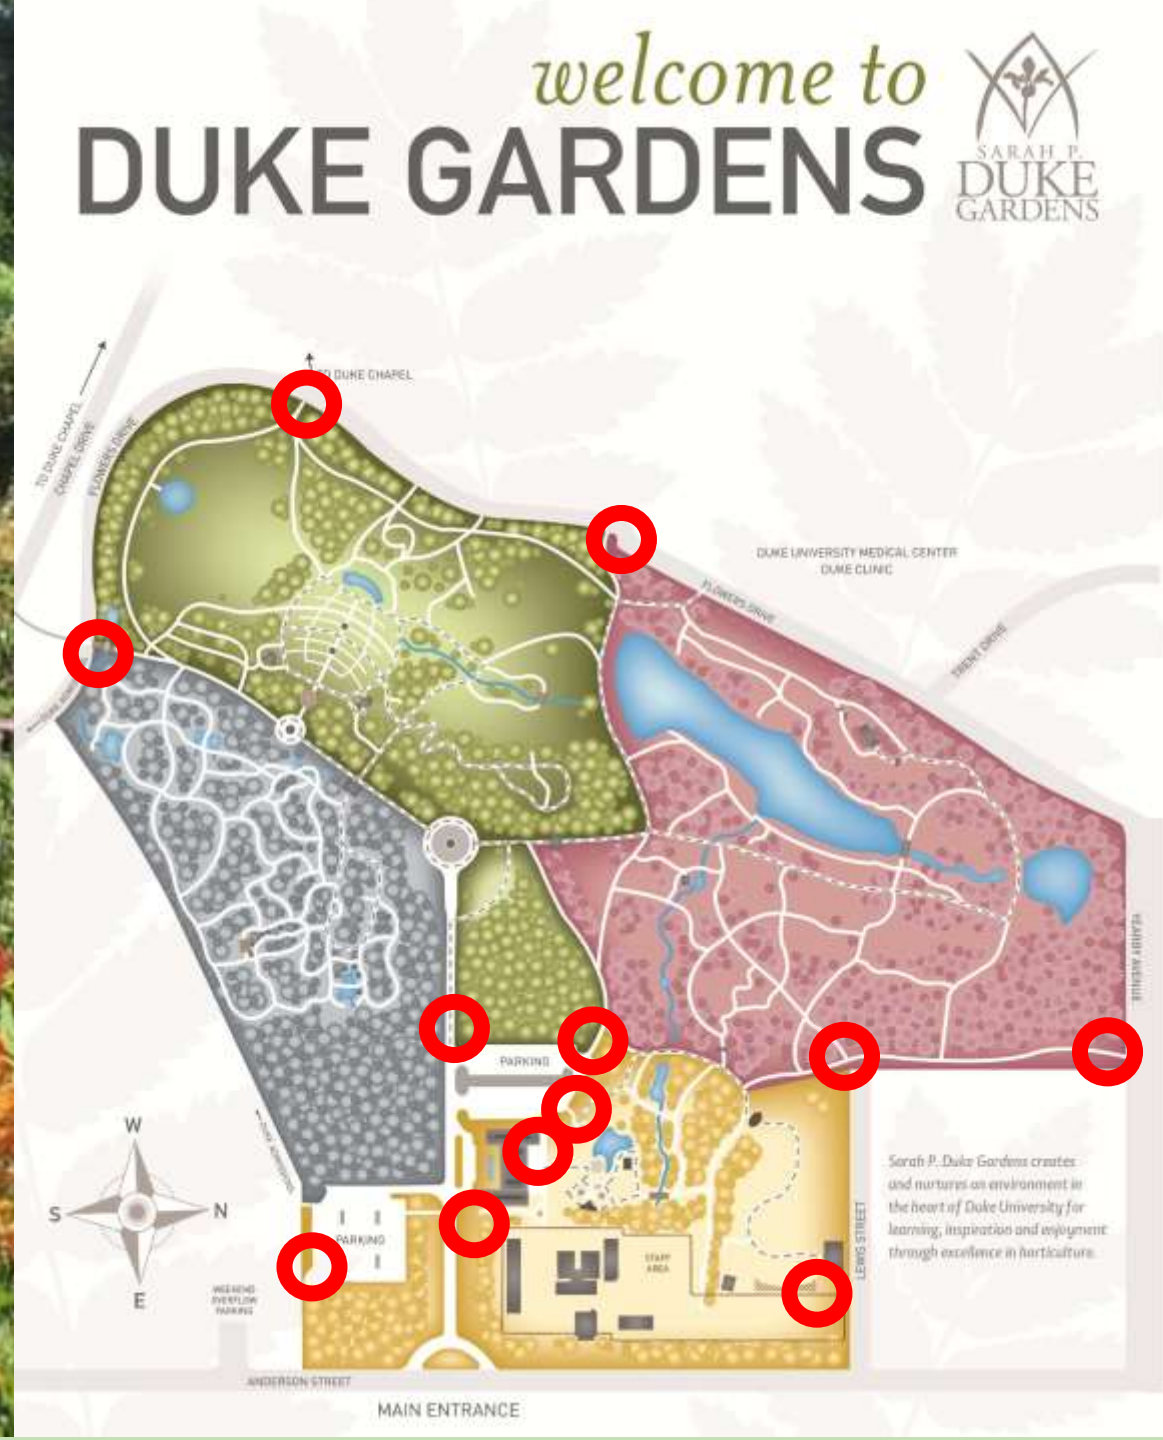 welcome to
DUKE GARDENS
SARAH P.
DUKE
GARDENS
TO DUKE CHAPEL
TO DUKE CHAPEL
CHAPEL DRIVE
FLOWERS DRIVE
DUKE UNIVERSITY MEDICAL CENTER
DUKE CLINIC
FLOWERS DRIVE
TRENT DRIVE
PARKING
W
S
N
E
PARKING
WEEKEND
OVERFLOW
PARKING
STAFF
AREA
LEWIS STREET
Sarah P. Duke Gardens creates
and nurtures an environment in
the heart of Duke University for
learning, inspiration and enjoyment
through excellence in horticulture.
ANDERSON STREET
MAIN ENTRANCE